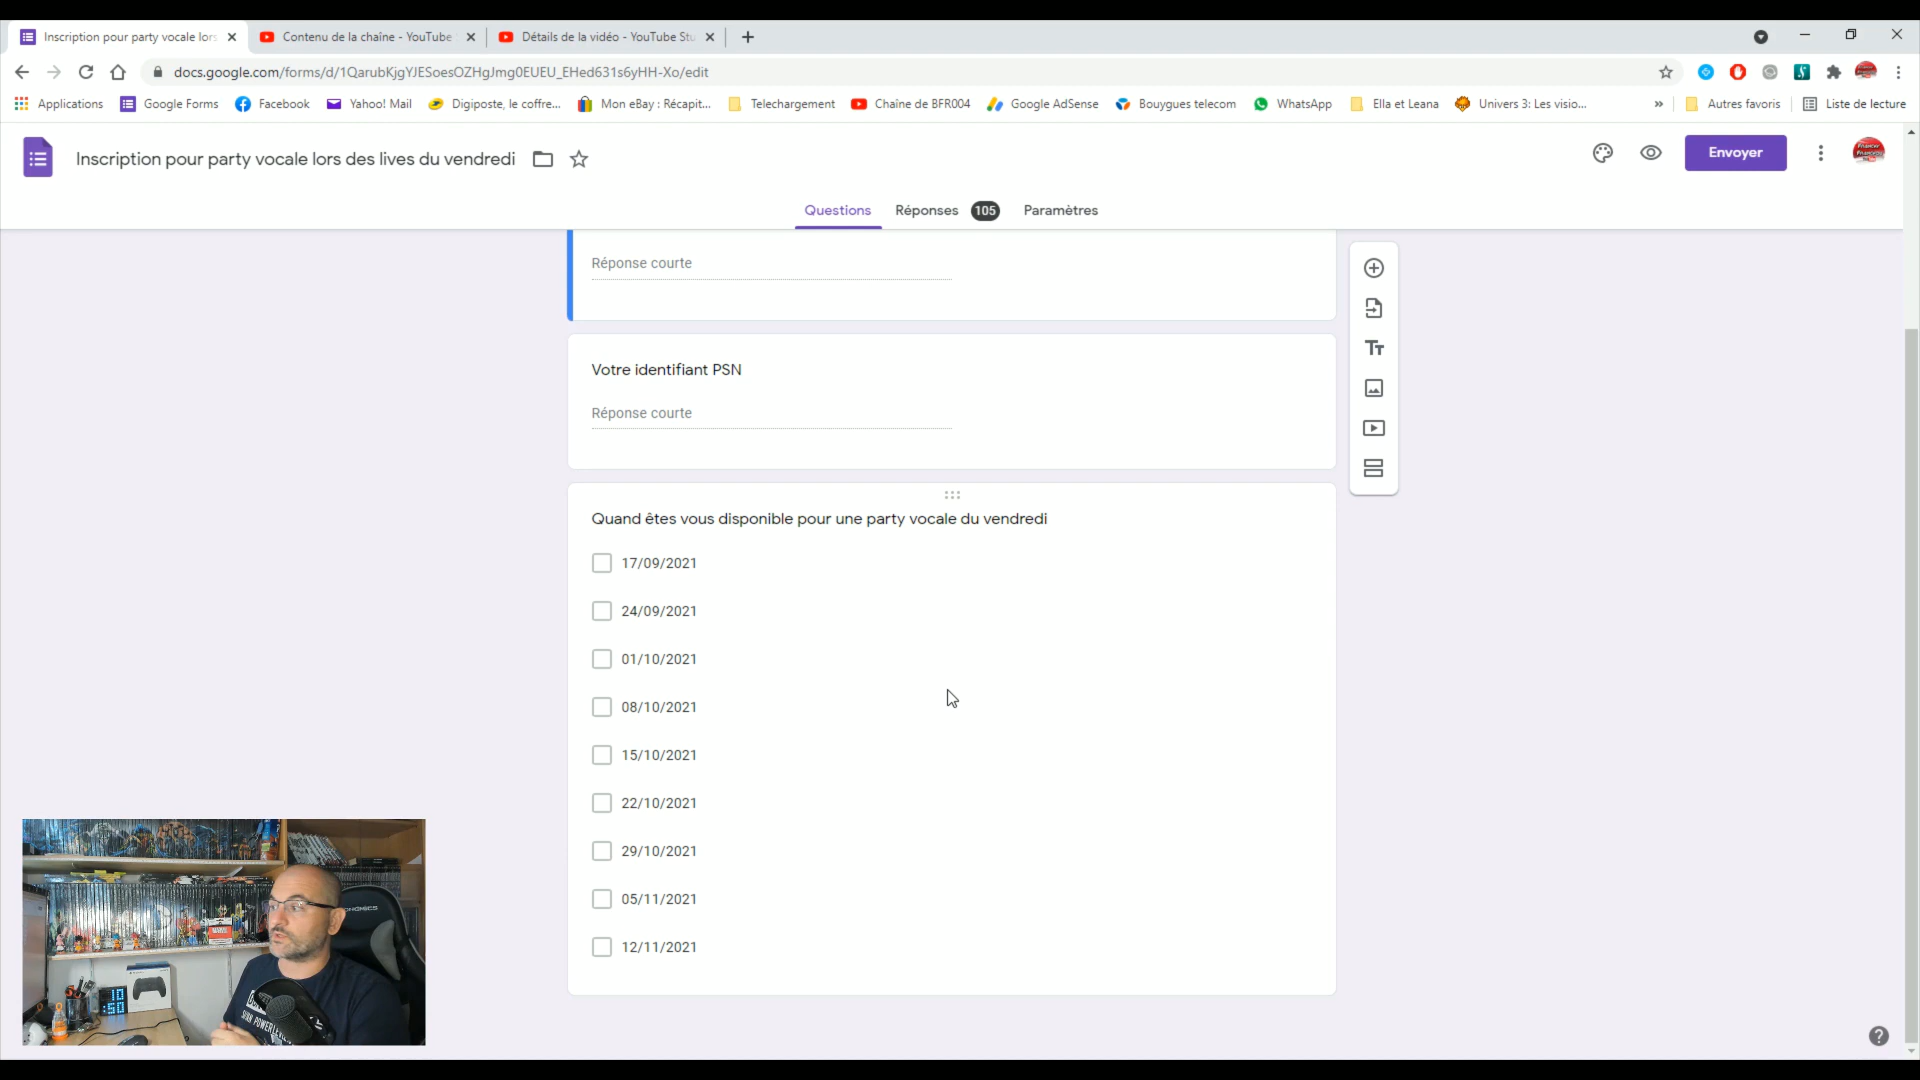 Inscription pour party vocale lors
Contenu de la chaîne - YouTube
Détails de la vidéo - YouTube Stu
docs.google.com/forms/d/1QarubKjgYJESoesOZHgJmg0EUEU_EHed631s6yHH-Xo/edit
Applications
Google Forms
Facebook
Yahoo! Mail
Digiposte, le coffre...
Mon eBay : Récapit...
Telechargement
Chaîne de BFR004
Google AdSense
Bouygues telecom
WhatsApp
Ella et Leana
Univers 3: Les visio...
»
Autres favoris
Liste de lecture
Inscription pour party vocale lors des lives du vendredi
Envoyer
Questions
Réponses 105
Paramètres
Réponse courte
Votre identifiant PSN
Réponse courte
Quand êtes vous disponible pour une party vocale du vendredi
17/09/2021
24/09/2021
01/10/2021
08/10/2021
15/10/2021
22/10/2021
29/10/2021
05/11/2021
12/11/2021
MARVEL
10
50